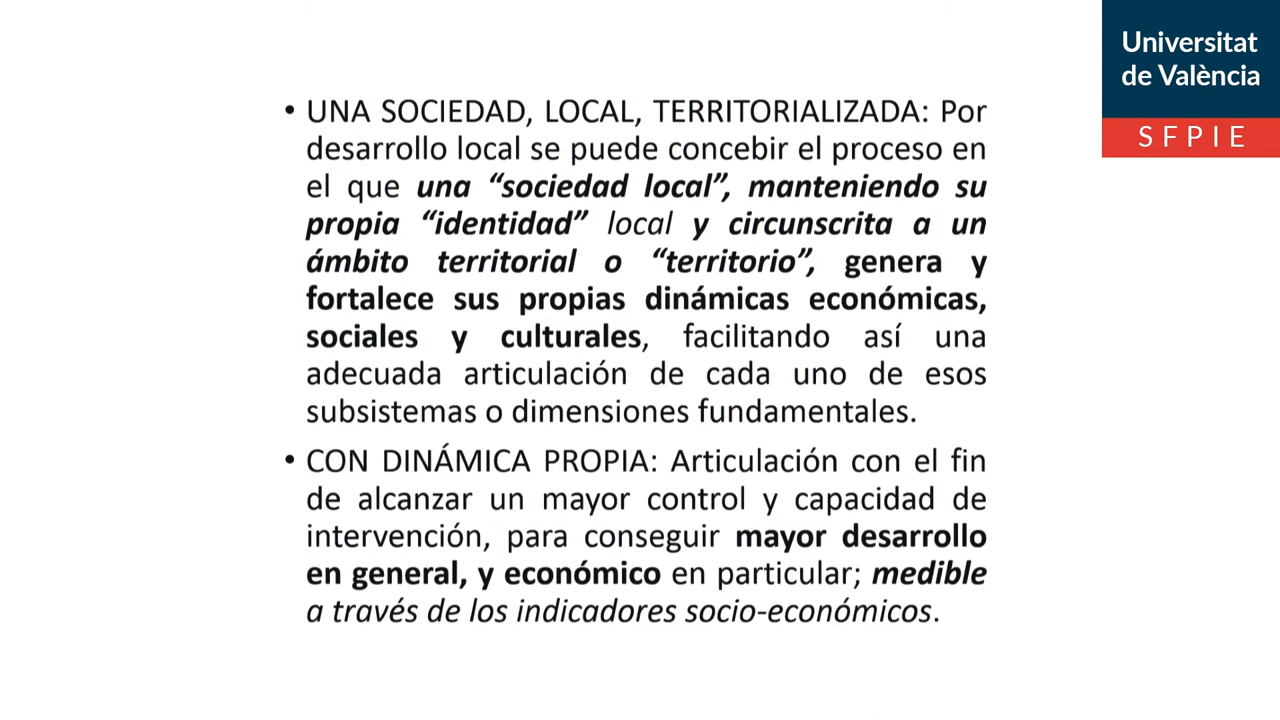 Universitat
de València
SFPIE
• UNA SOCIEDAD, LOCAL, TERRITORIALIZADA: Por
desarrollo local se puede concebir el proceso en
el que una “sociedad local”, manteniendo su
propia “identidad” local y circunscrita a un
ámbito territorial o “territorio”, genera y
fortalece sus propias dinámicas económicas,
sociales y culturales, facilitando así una
adecuada articulación de cada uno de esos
subsistemas o dimensiones fundamentales.
• CON DINÁMICA PROPIA: Articulación con el fin
de alcanzar un mayor control y capacidad de
intervención, para conseguir mayor desarrollo
en general, y económico en particular; medible
a través de los indicadores socio-económicos.